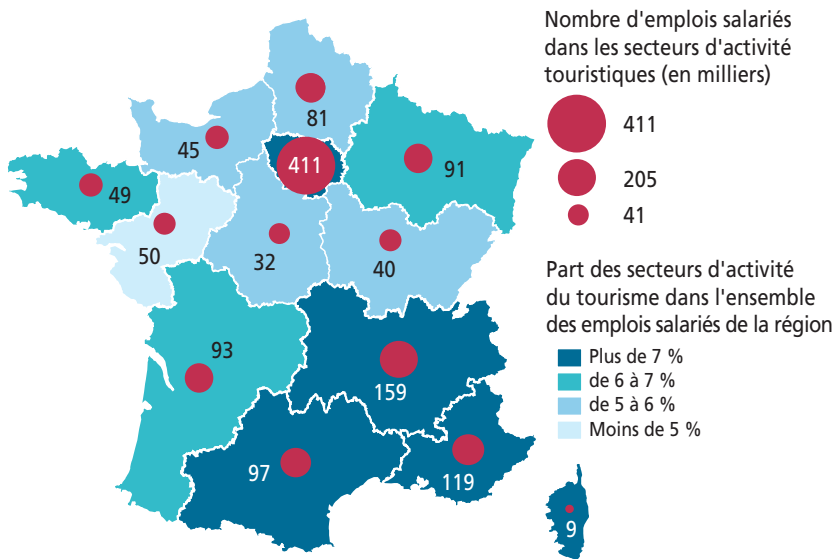 Nombre d'emplois salariés
dans les secteurs d'activité
touristiques (en milliers)
411
205
41
Part des secteurs d'activité
du tourisme dans l'ensemble
des emplois salariés de la région
Plus de 7 %
de 6 à 7 %
de 5 à 6 %
Moins de 5 %
81
45
411
91
49
50
32
40
93
159
97
119
9